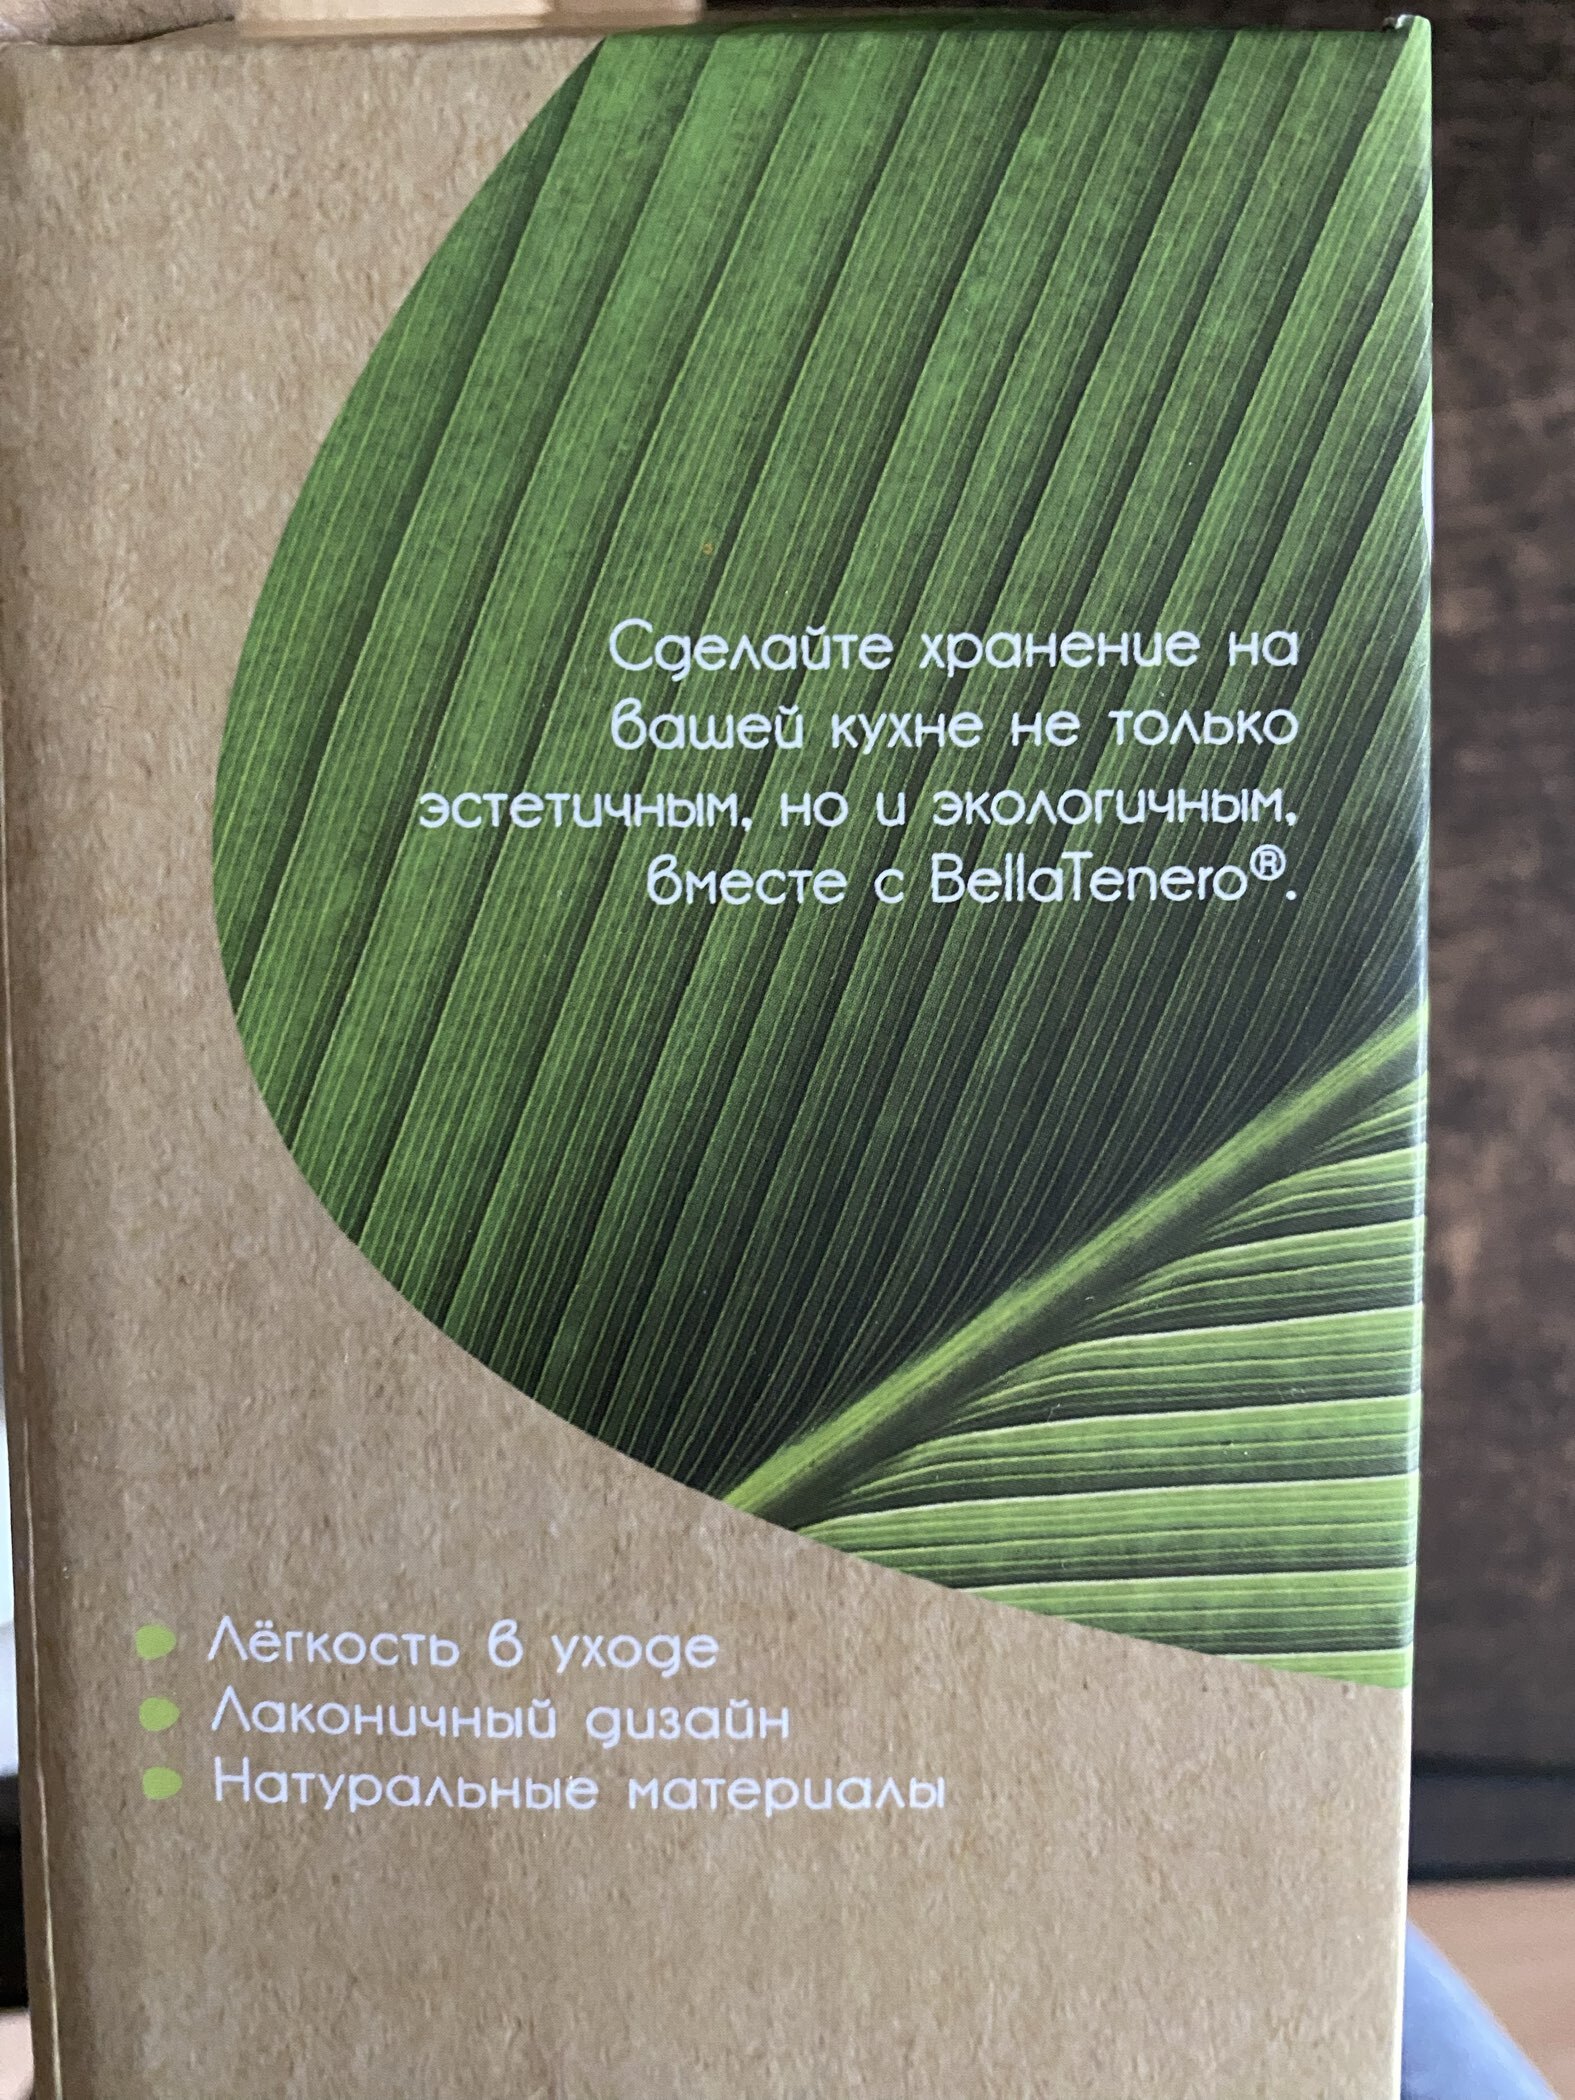 Сделайте хранение на
вашей кухне не только
эстетичным, но и экологичным,
вместе с BellaTenero®.
Лёгкость в уходе
Лаконичный дизайн
Натуральные материалы